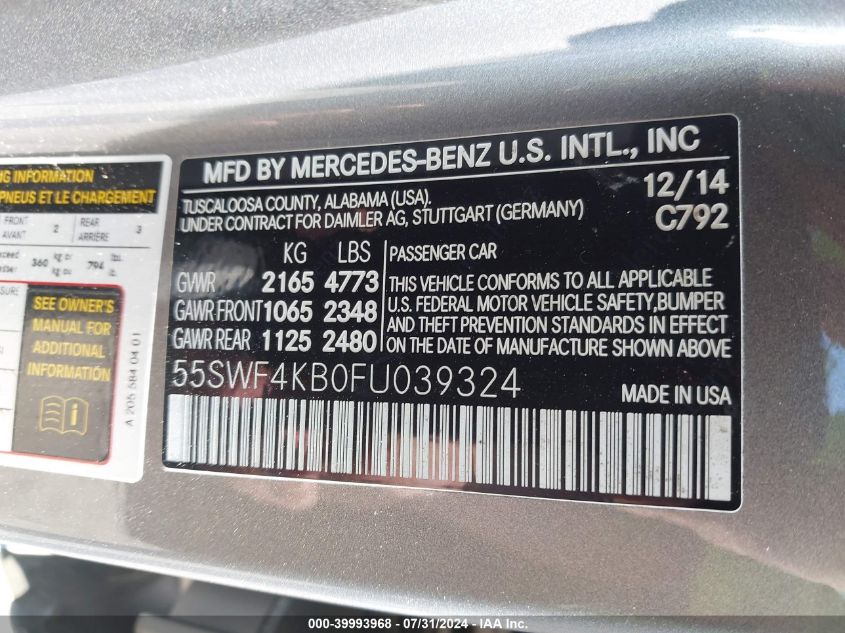 NG INFORMATION
PNEUS ET LE CHARGEMENT
FRONT 2 REAR 3
AVANT ARRIÈRE
360 kg 794 lb.
SEE OWNER'S
MANUAL FOR
ADDITIONAL
INFORMATION
A 205 584 04 01
MFD BY MERCEDES-BENZ U.S. INTL., INC
TUSCALOOSA COUNTY, ALABAMA (USA). 12/14
UNDER CONTRACT FOR DAIMLER AG, STUTTGART (GERMANY) C792
KG LBS PASSENGER CAR
GWR 2165 4773 THIS VEHICLE CONFORMS TO ALL APPLICABLE
GAWR FRONT 1065 2348 U.S. FEDERAL MOTOR VEHICLE SAFETY,BUMPER
GAWR REAR 1125 2480 AND THEFT PREVENTION STANDARDS IN EFFECT
ON THE DATE OF MANUFACTURE SHOWN ABOVE
55SWF4KB0FU039324 MADE IN USA
000-39993968 - 07/31/2024 - IAA Inc.